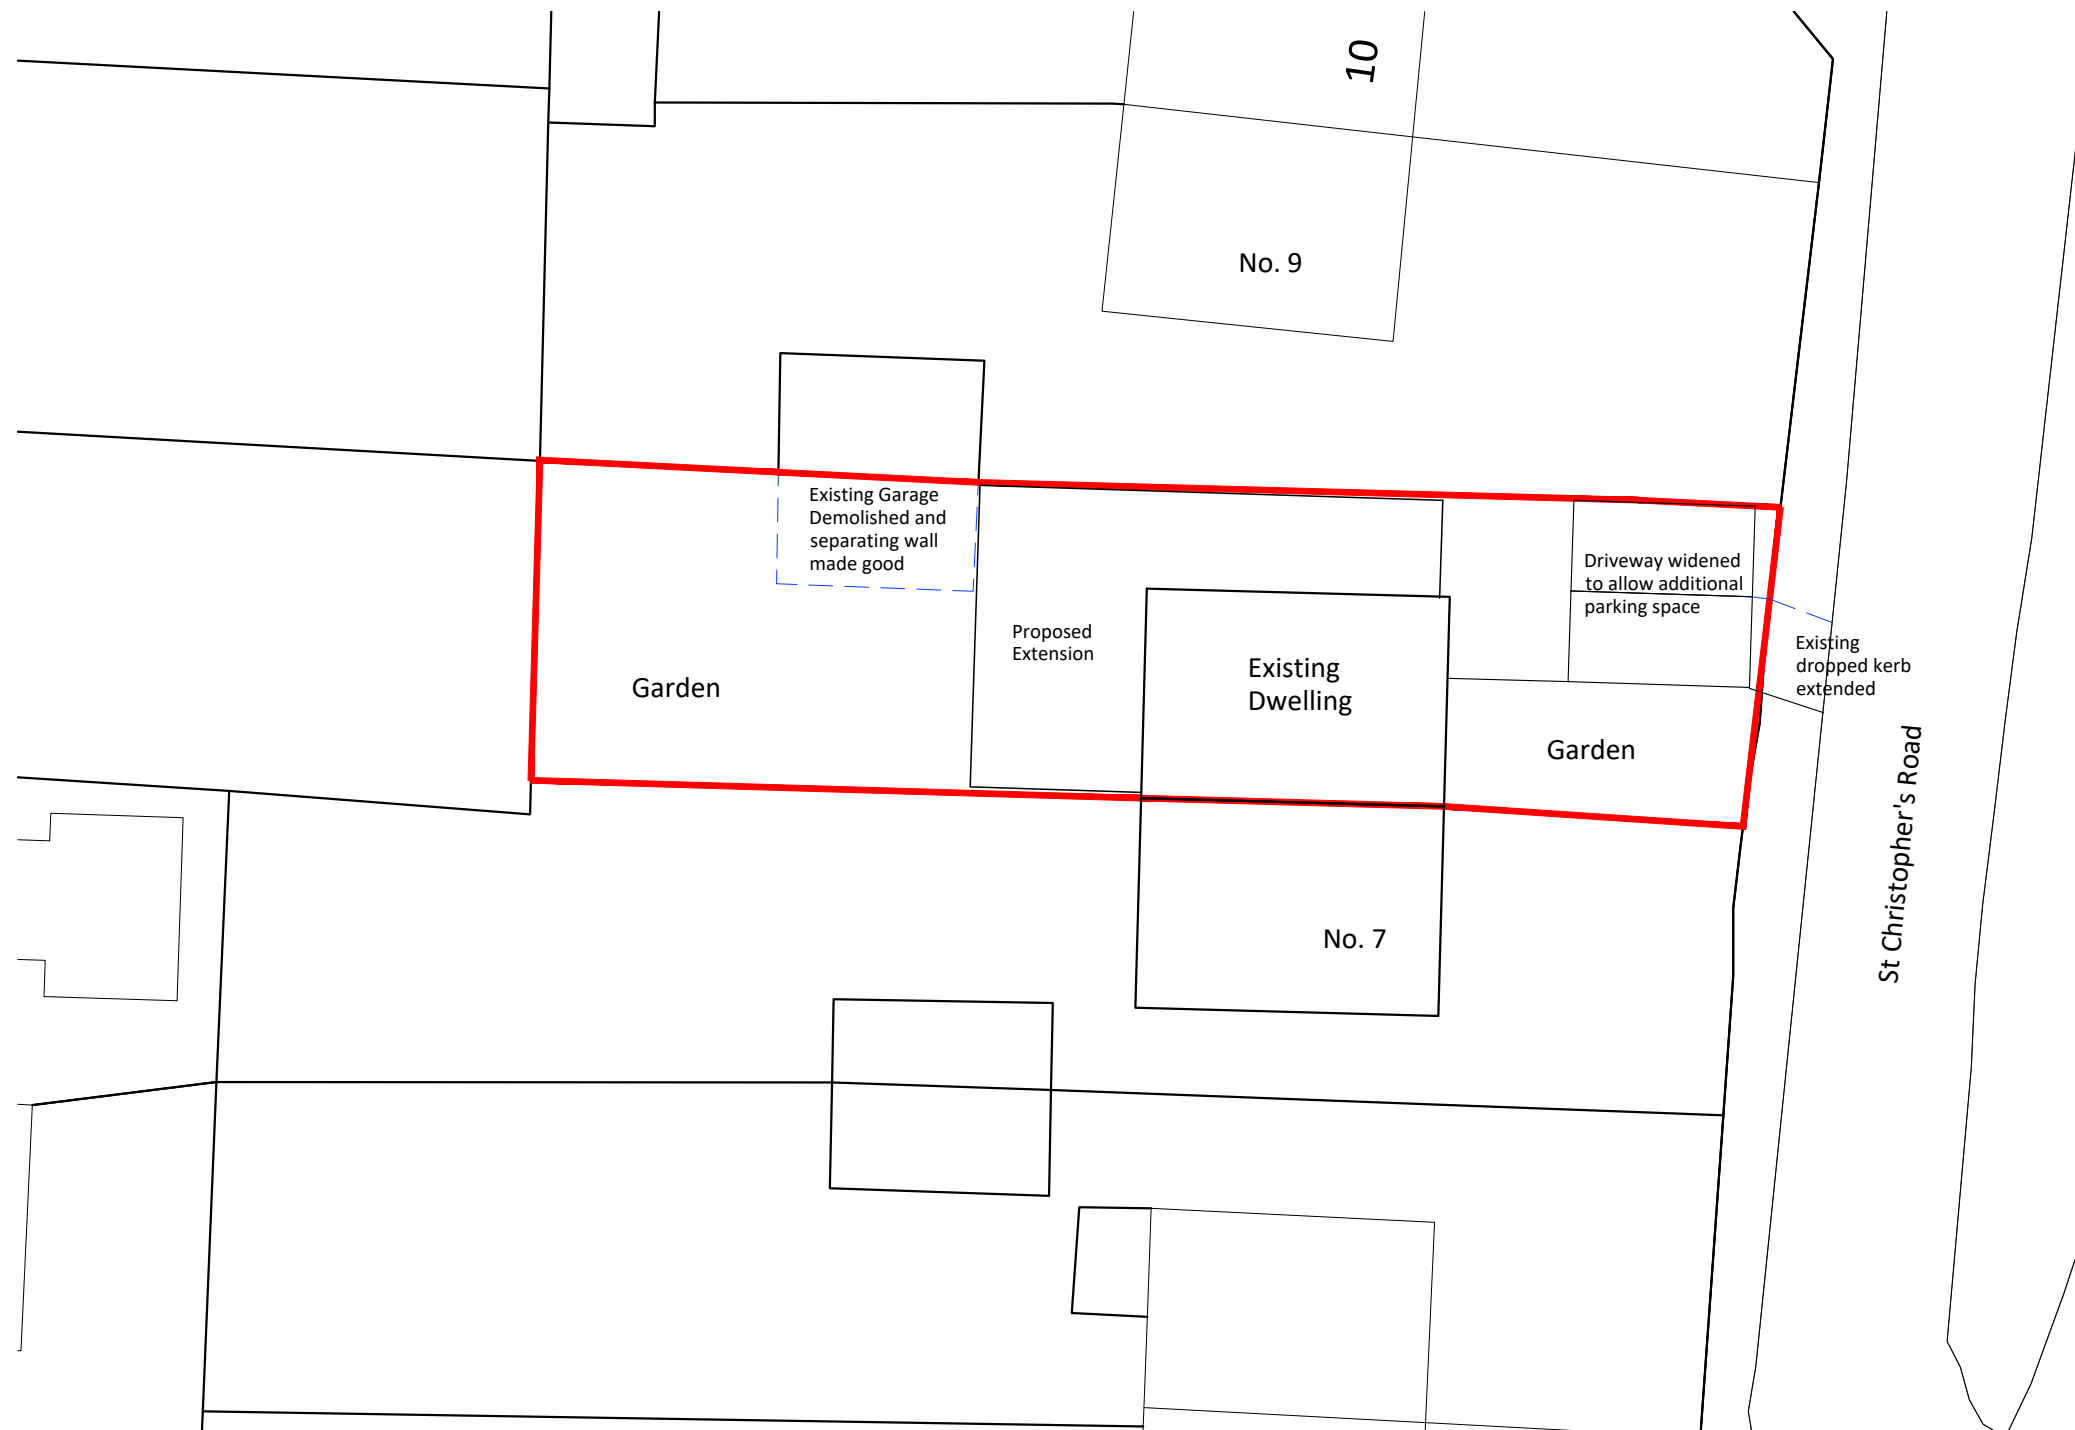 10
No. 9
Existing Garage
Demolished and
separating wall
made good
Driveway widened
to allow additional
parking space
Proposed
Extension
Existing
dropped kerb
extended
Existing
Dwelling
Garden
Garden
St Christopher's Road
No. 7